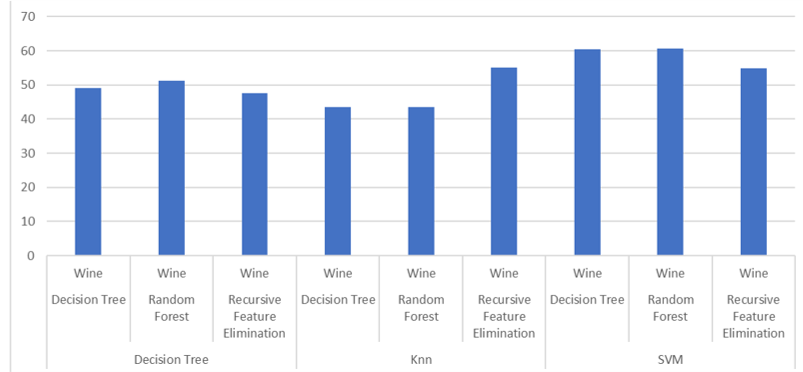 70
60
50
40
30
20
10
0
Wine Wine Wine Wine Wine Wine Wine Wine Wine
Decision Tree Random Recursive Decision Tree Random Recursive Decision Tree Random Recursive
Forest Feature Forest Feature Forest Feature
Elimination Elimination Elimination
Decision Tree Knn SVM